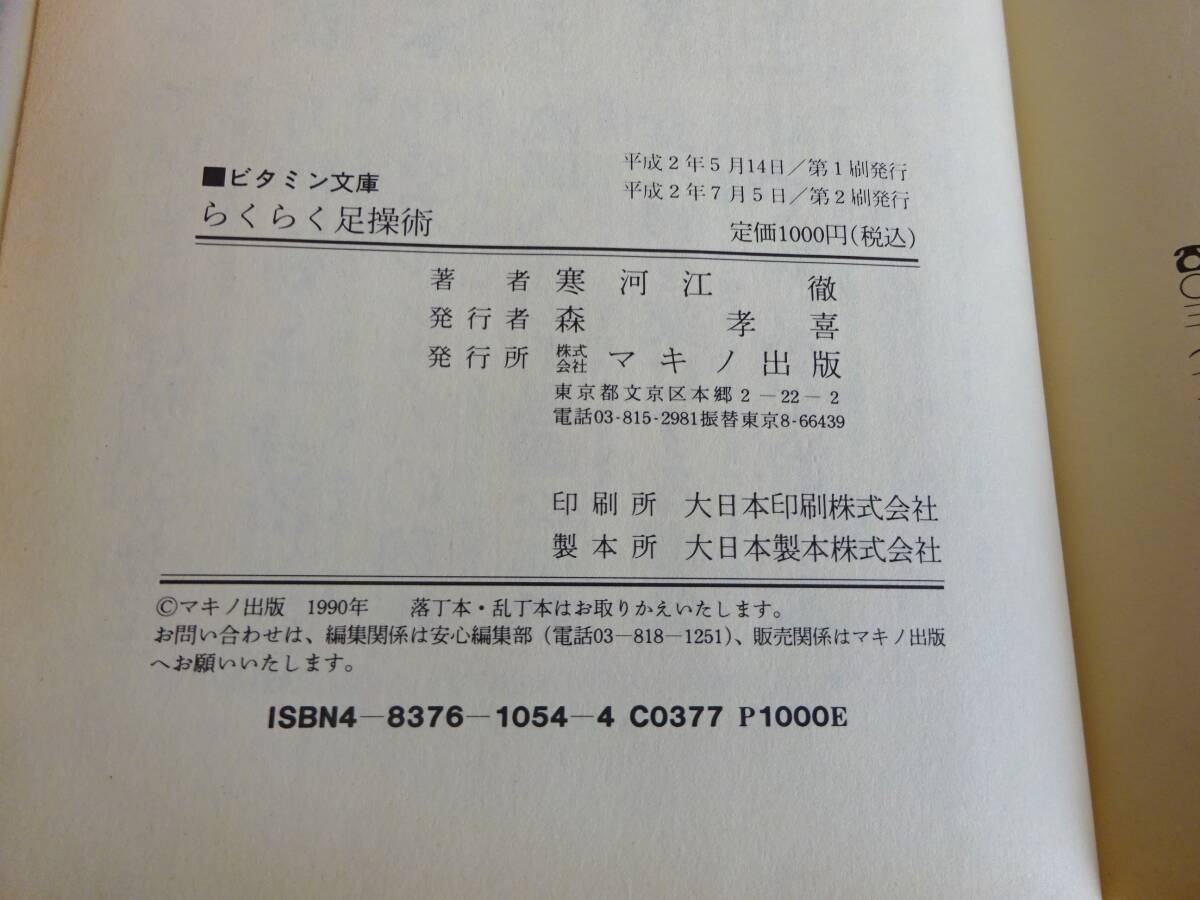 ■ビタミン文庫
らくらく足操術
平成2年5月14日/第1刷発行
平成2年7月5日/第2刷発行
定価1000円(税込)
著者 寒河江 徹
発行者 森 孝喜
発行所 株式会社 マキノ出版
東京都文京区本郷2-22-2
電話03-815-2981振替東京8-66439
印刷所 大日本印刷株式会社
製本所 大日本製本株式会社
©マキノ出版 1990年 落丁本・乱丁本はお取りかえいたします。
お問い合わせは、編集関係は安心編集部(電話03-818-1251)、販売関係はマキノ出版
へお願いいたします。
ISBN4-8376-1054-4 C0377 P1000E